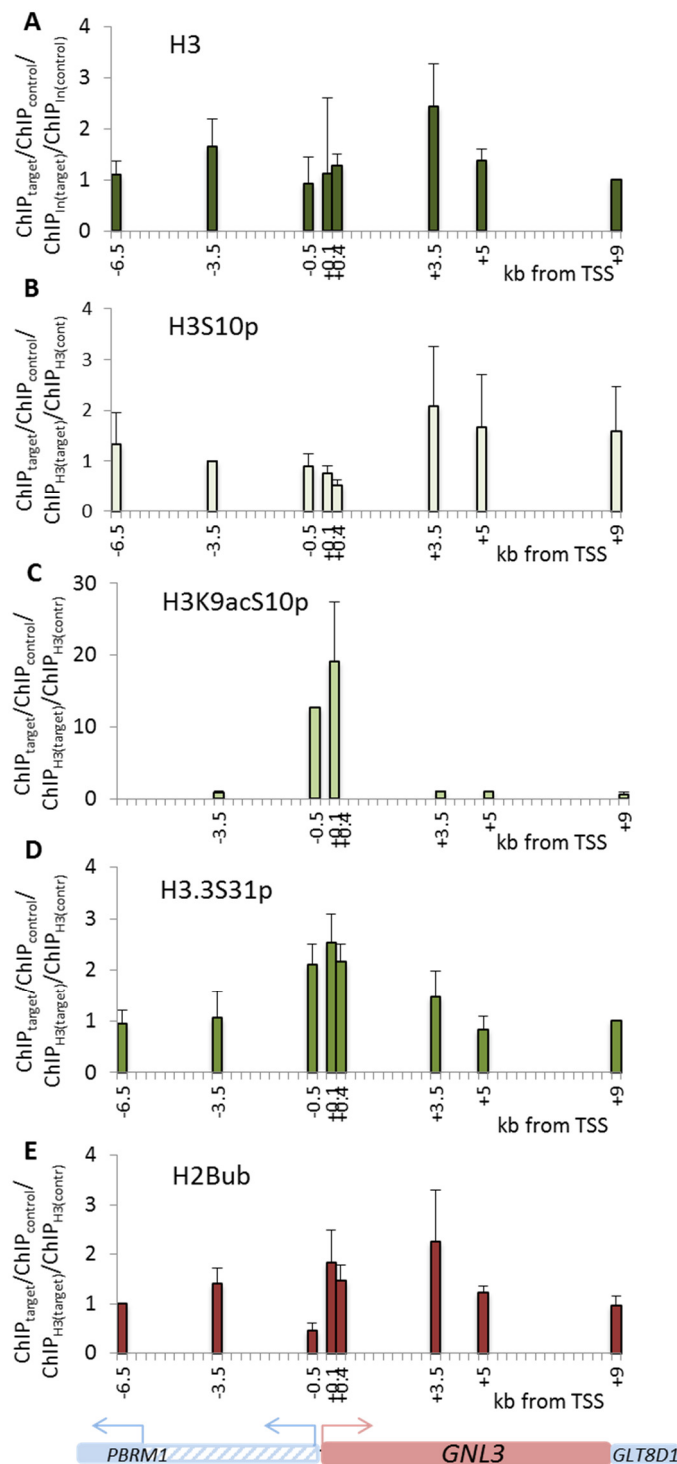 A
H3
ChIPtarget/ChIPcontrol/
ChIPIn(target)/ChIPIn(control)
4
3
2
1
0
-6.5
-3.5
-0.5
+0.1
+0.4
+3.5
+5
+9
kb from TSS
B
H3S10p
ChIPtarget/ChIPcontrol/
ChIPH3(target)/ChIPH3(cont)
4
3
2
1
0
-6.5
-3.5
-0.5
+0.1
+0.4
+3.5
+5
+9
kb from TSS
C
H3K9acS10p
ChIPtarget/ChIPcontrol/
ChIPH3(target)/ChIPH3(contr)
30
20
10
0
-3.5
-0.5
+0.1
+0.4
+3.5
+5
+9
kb from TSS
D
H3.3S31p
ChIPtarget/ChIPcontrol/
ChIPH3(target)/ChIPH3(contr)
4
3
2
1
0
-6.5
-3.5
-0.5
+0.1
+0.4
+3.5
+5
+9
kb from TSS
E
H2Bub
ChIPtarget/ChIPcontrol/
ChIPH3(target)/ChIPH3(contr)
4
3
2
1
0
-6.5
-3.5
-0.5
+0.1
+0.4
+3.5
+5
+9
kb from TSS
PBRM1
GNL3
GLT8D1